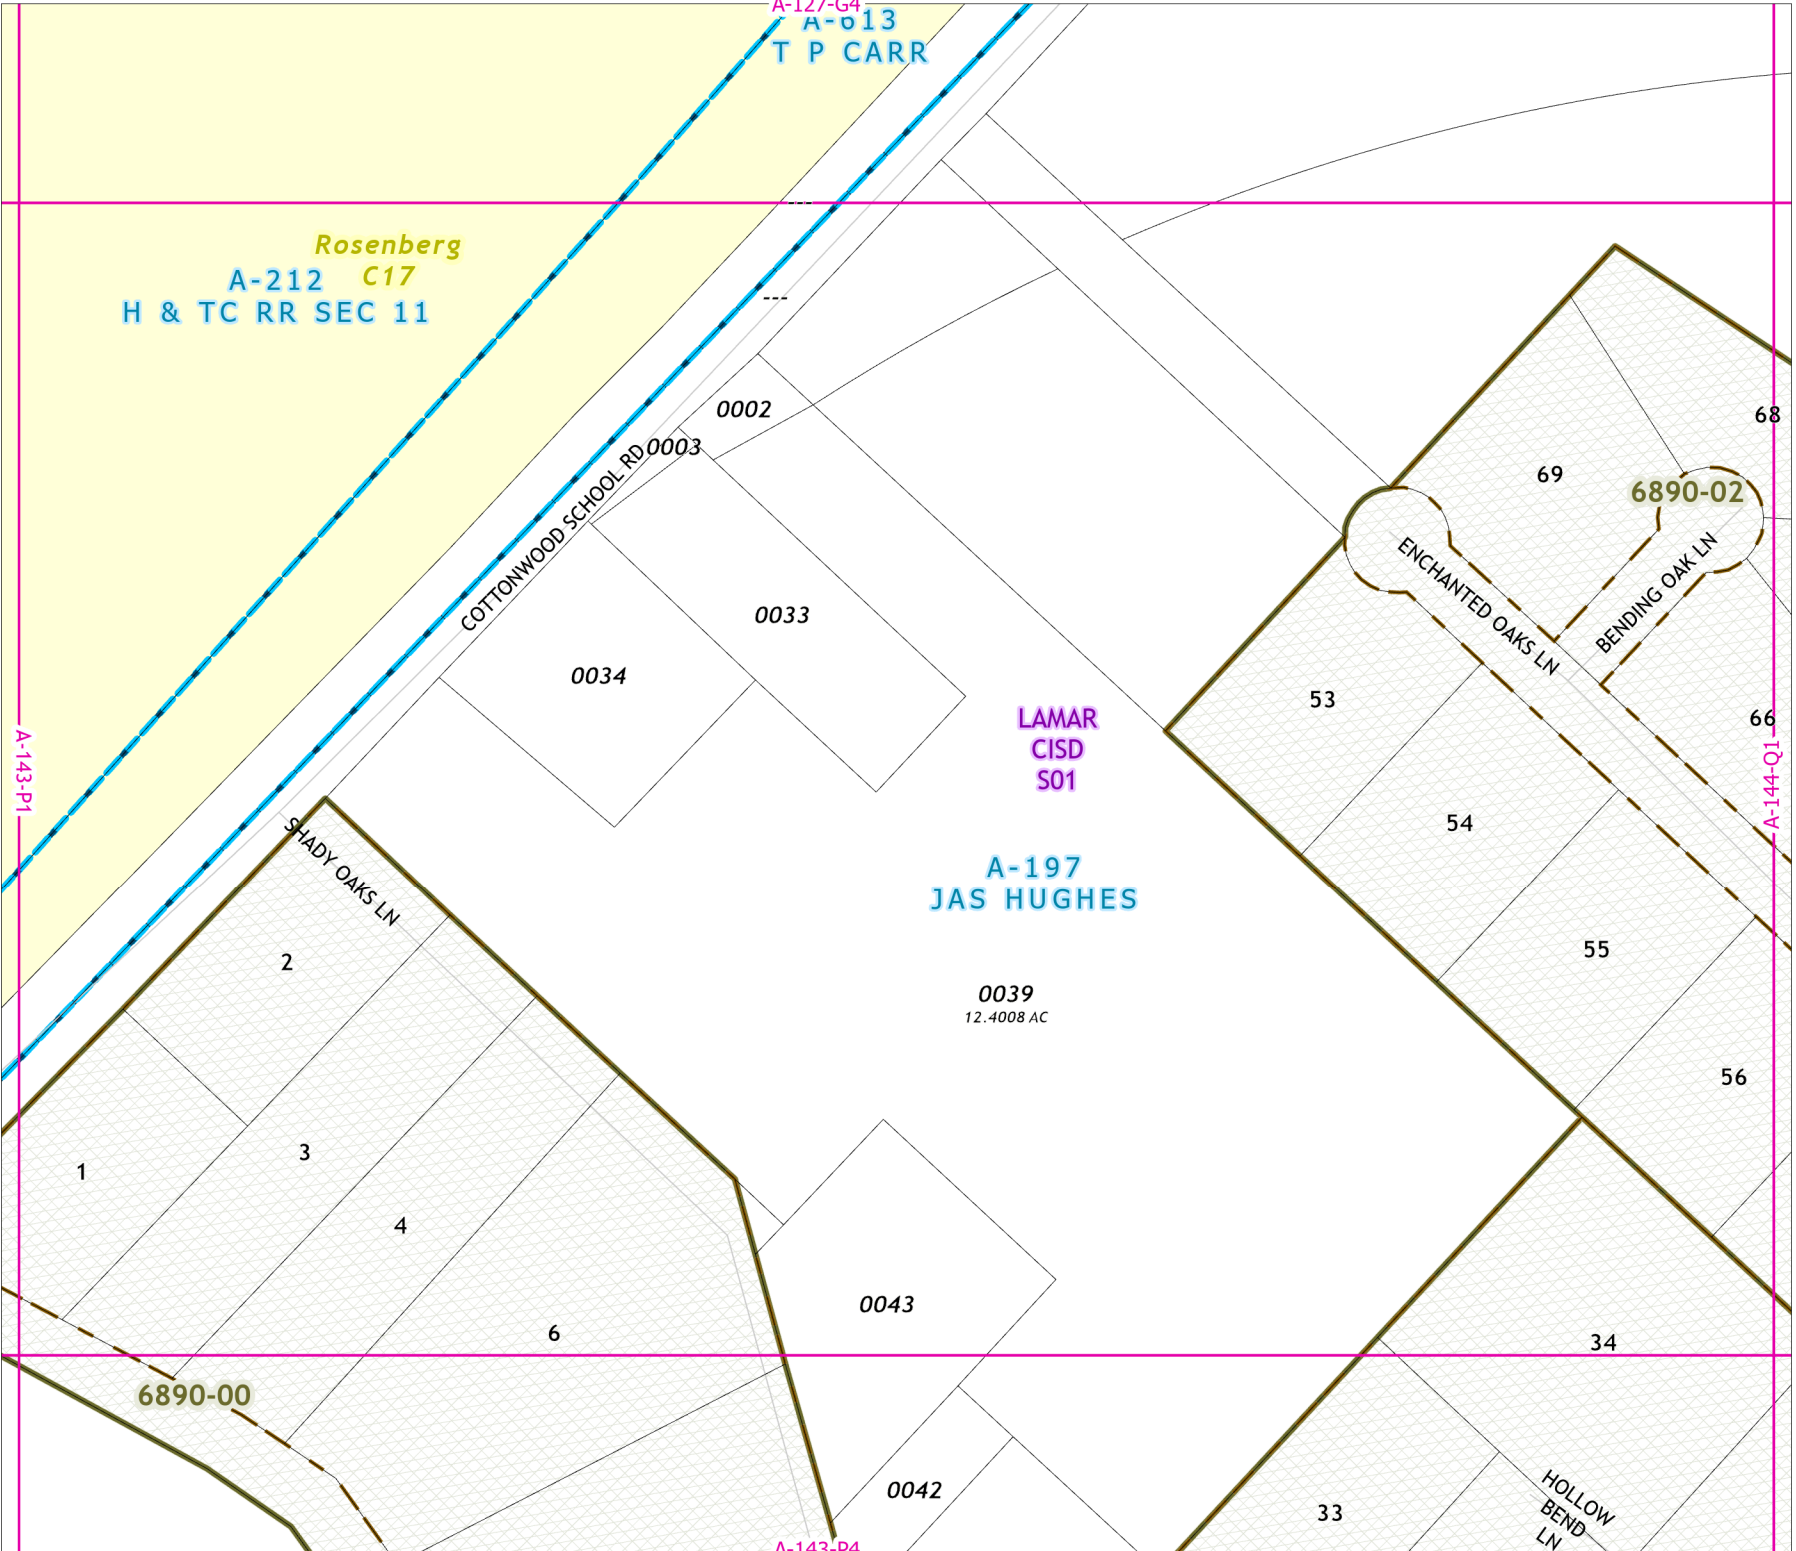 A-127-G4
A-613
T P CARR
Rosenberg
C17
A-212
H & TC RR SEC 11
---
---
0002
0003
COTTONWOOD SCHOOL RD
0033
0034
68
69
6890-02
ENCHANTED OAKS LN
BENDING OAK LN
53
66
LAMAR
CISD
S01
A-143-P1
A-144-Q1
54
SHADY OAKS LN
A-197
JAS HUGHES
2
55
0039
12.4008 AC
56
1
3
4
0043
6
34
6890-00
0042
33
HOLLOW
BEND
LN
A-143-P4